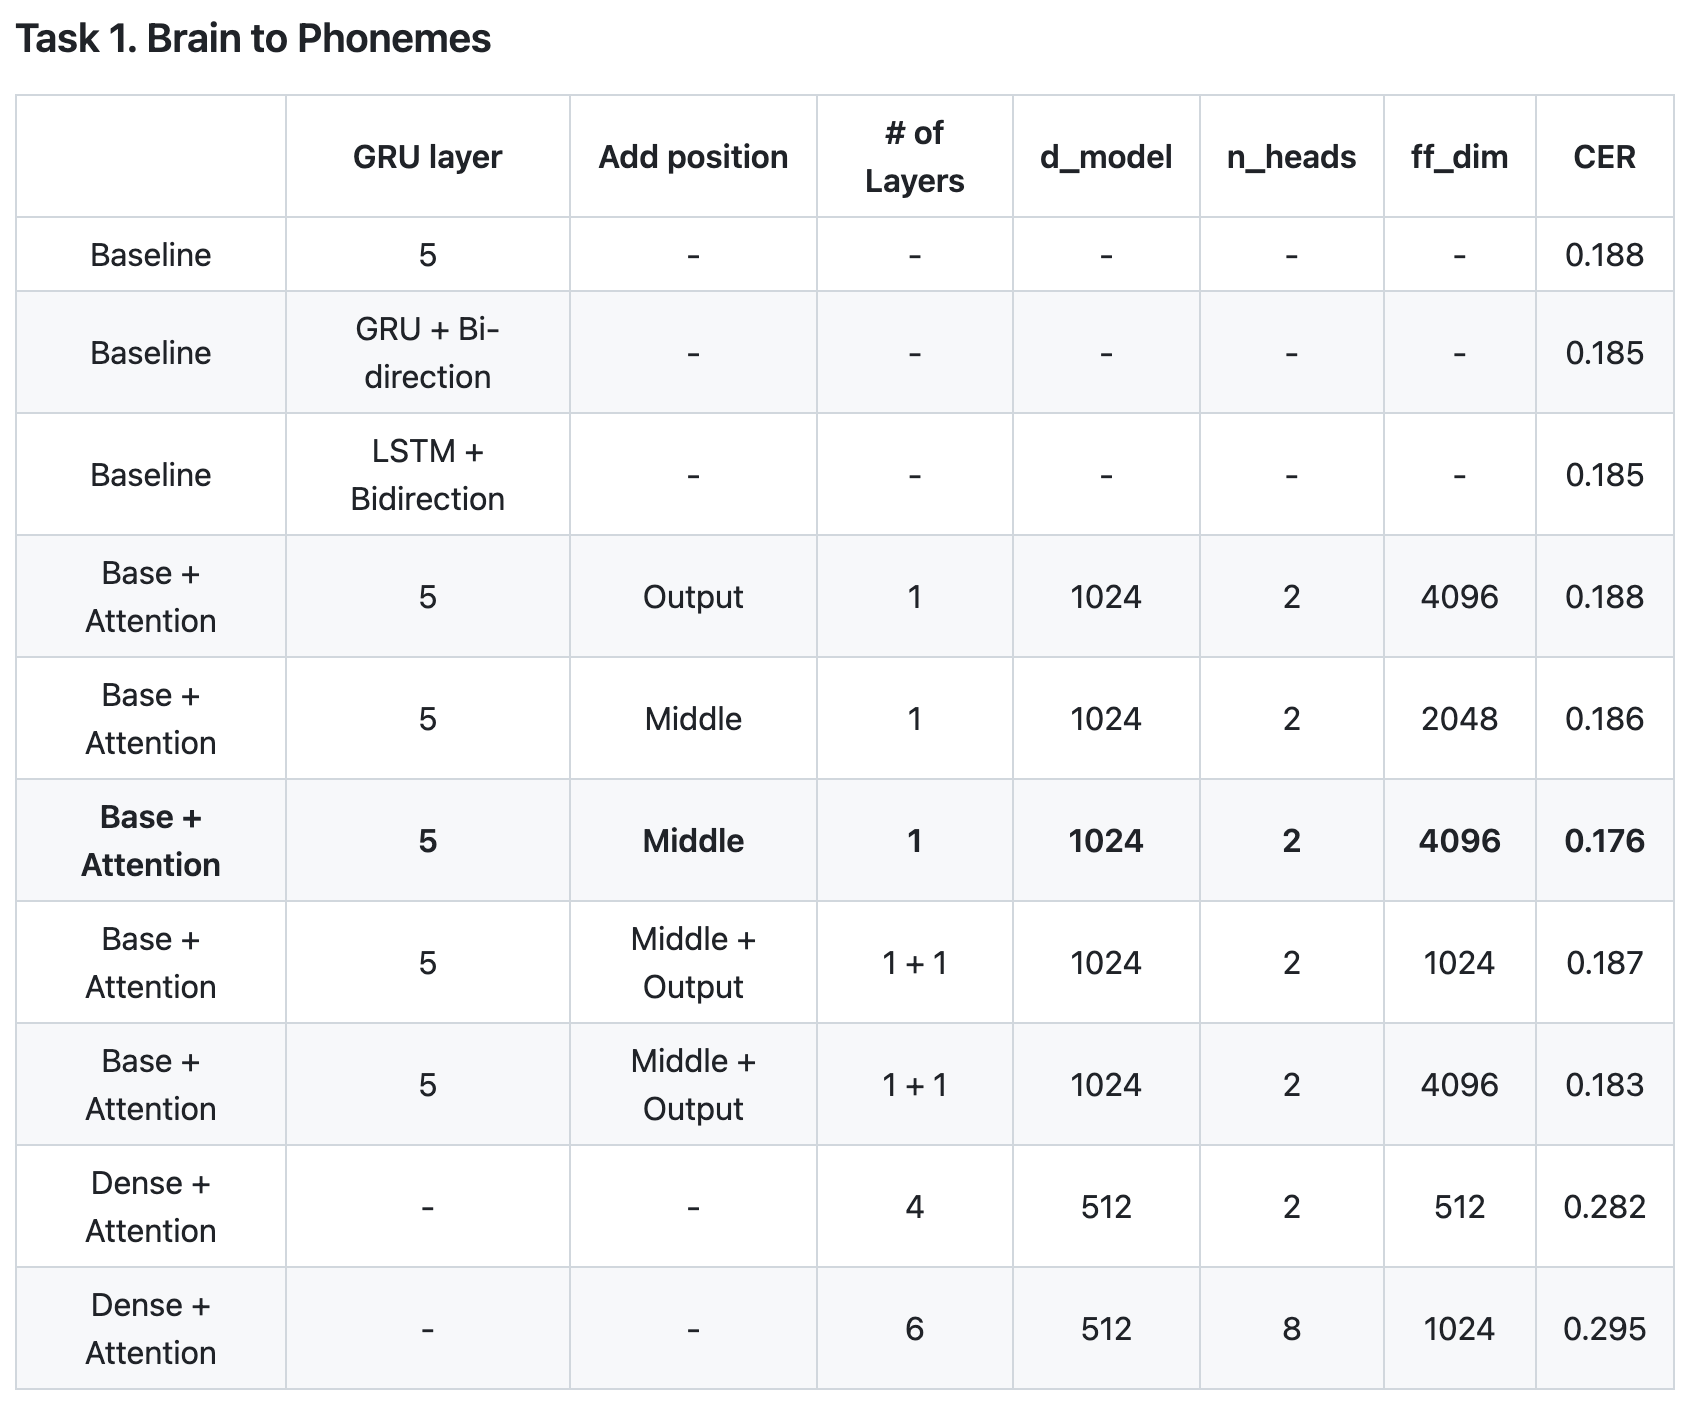 Task 1. Brain to Phonemes
GRU layer Add position # of Layers d_model n_heads ff_dim CER
Baseline 5 - - - - - 0.188
Baseline GRU + Bi-direction - - - - - 0.185
Baseline LSTM + Bidirection - - - - - 0.185
Base + Attention 5 Output 1 1024 2 4096 0.188
Base + Attention 5 Middle 1 1024 2 2048 0.186
Base + Attention 5 Middle 1 1024 2 4096 0.176
Base + Attention 5 Middle + Output 1 + 1 1024 2 1024 0.187
Base + Attention 5 Middle + Output 1 + 1 1024 2 4096 0.183
Dense + Attention - - 4 512 2 512 0.282
Dense + Attention - - 6 512 8 1024 0.295